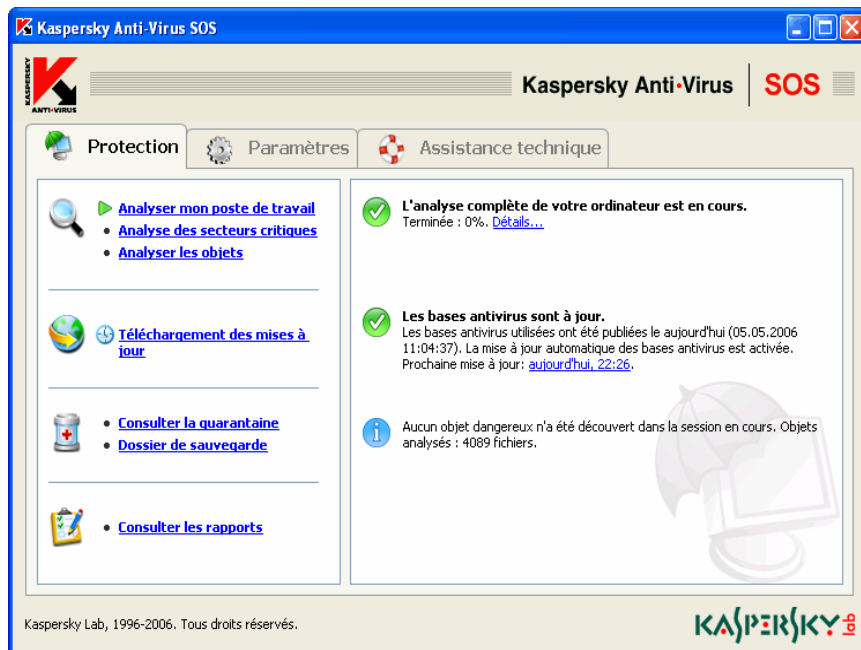 Kaspersky Anti-Virus SOS
KASPERSKY
ANTI-VIRUS
Kaspersky Anti•Virus SOS
Protection
Paramètres
Assistance technique
Analyser mon poste de travail
Analyse des secteurs critiques
Analyser les objets
Téléchargement des mises à
jour
Consulter la quarantaine
Dossier de sauvegarde
Consulter les rapports
L'analyse complète de votre ordinateur est en cours.
Terminée : 0%. Détails...
Les bases antivirus sont à jour.
Les bases antivirus utilisées ont été publiées le aujourd'hui (05.05.2006
11:04:37). La mise à jour automatique des bases antivirus est activée.
Prochaine mise à jour: aujourd'hui, 22:26.
Aucun objet dangereux n'a été découvert dans la session en cours. Objets
analysés : 4089 fichiers.
Kaspersky Lab, 1996-2006. Tous droits réservés.
KASPERSKY lab